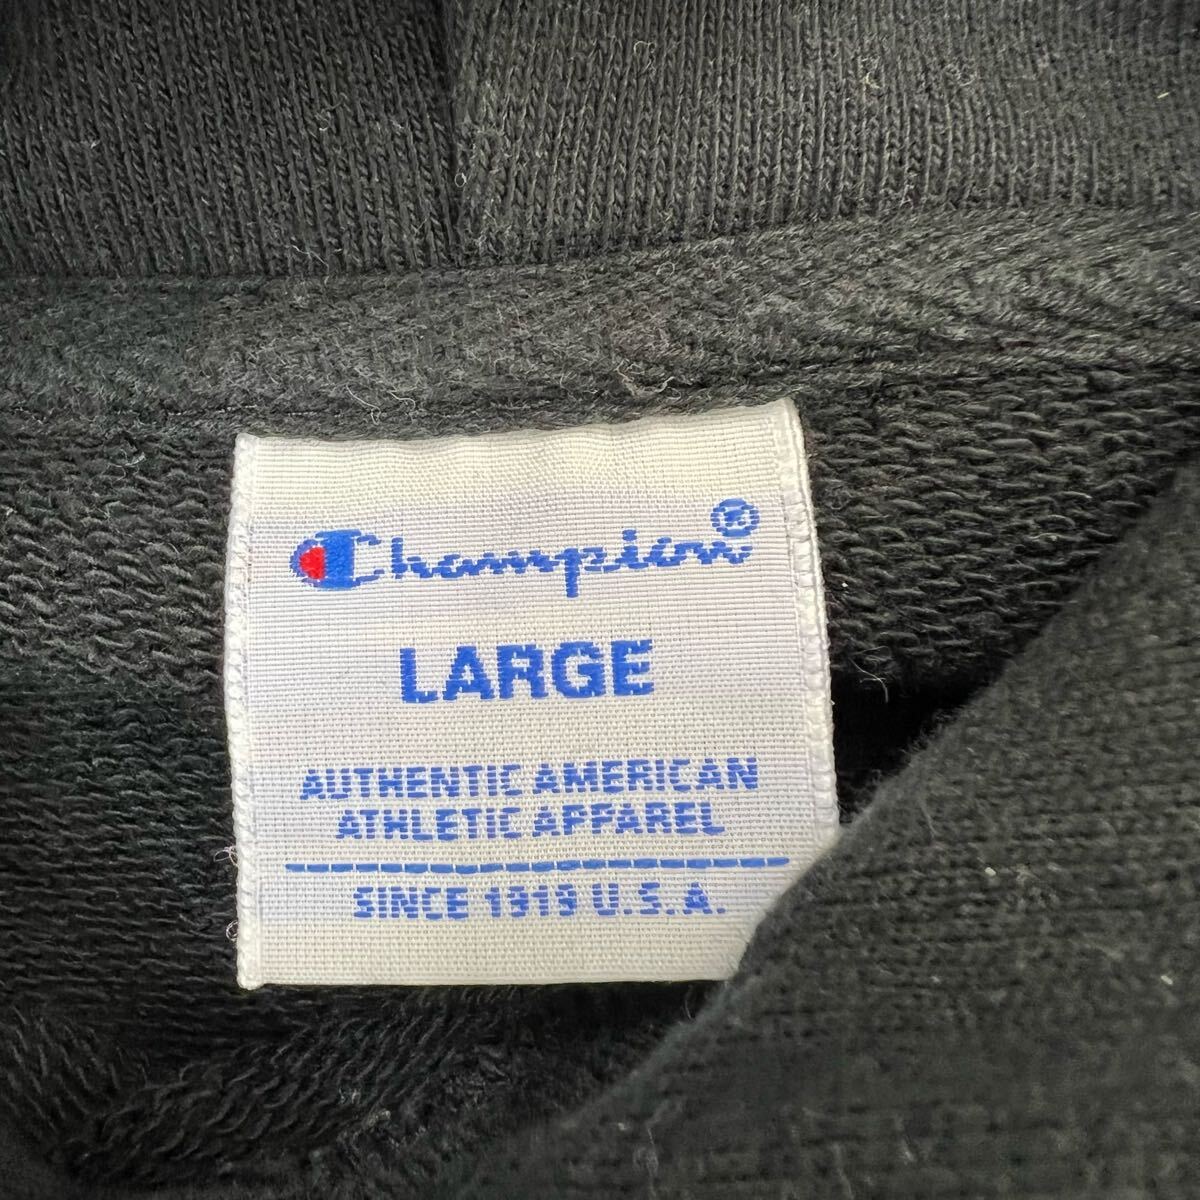 Champion®
LARGE
AUTHENTIC AMERICAN
ATHLETIC APPAREL
SINCE 1919 U.S.A.